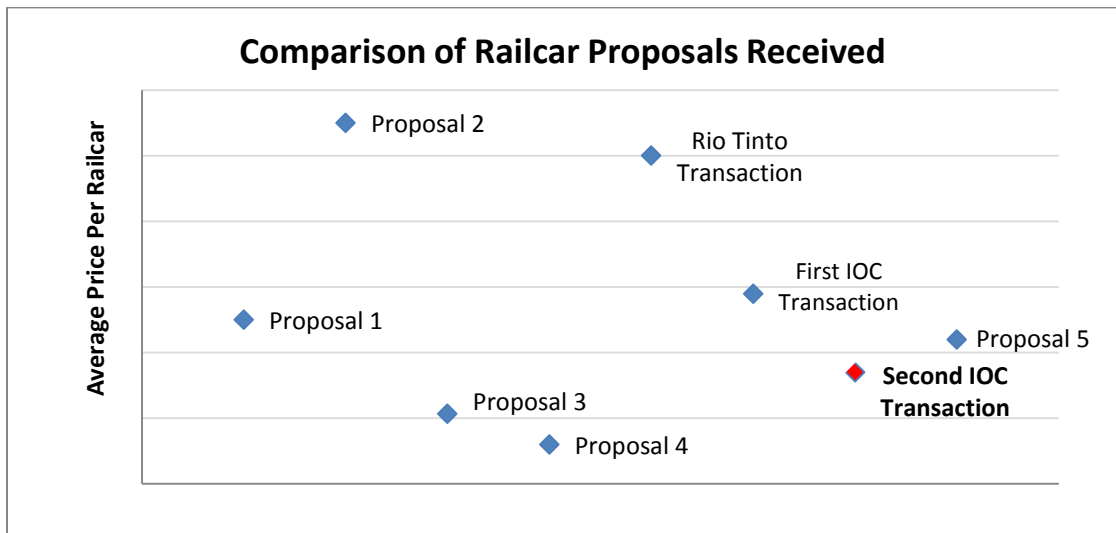 Comparison of Railcar Proposals Received
Average Price Per Railcar
Proposal 2
Rio Tinto
Transaction
First IOC
Transaction
Proposal 1
Proposal 5
Second IOC
Transaction
Proposal 3
Proposal 4